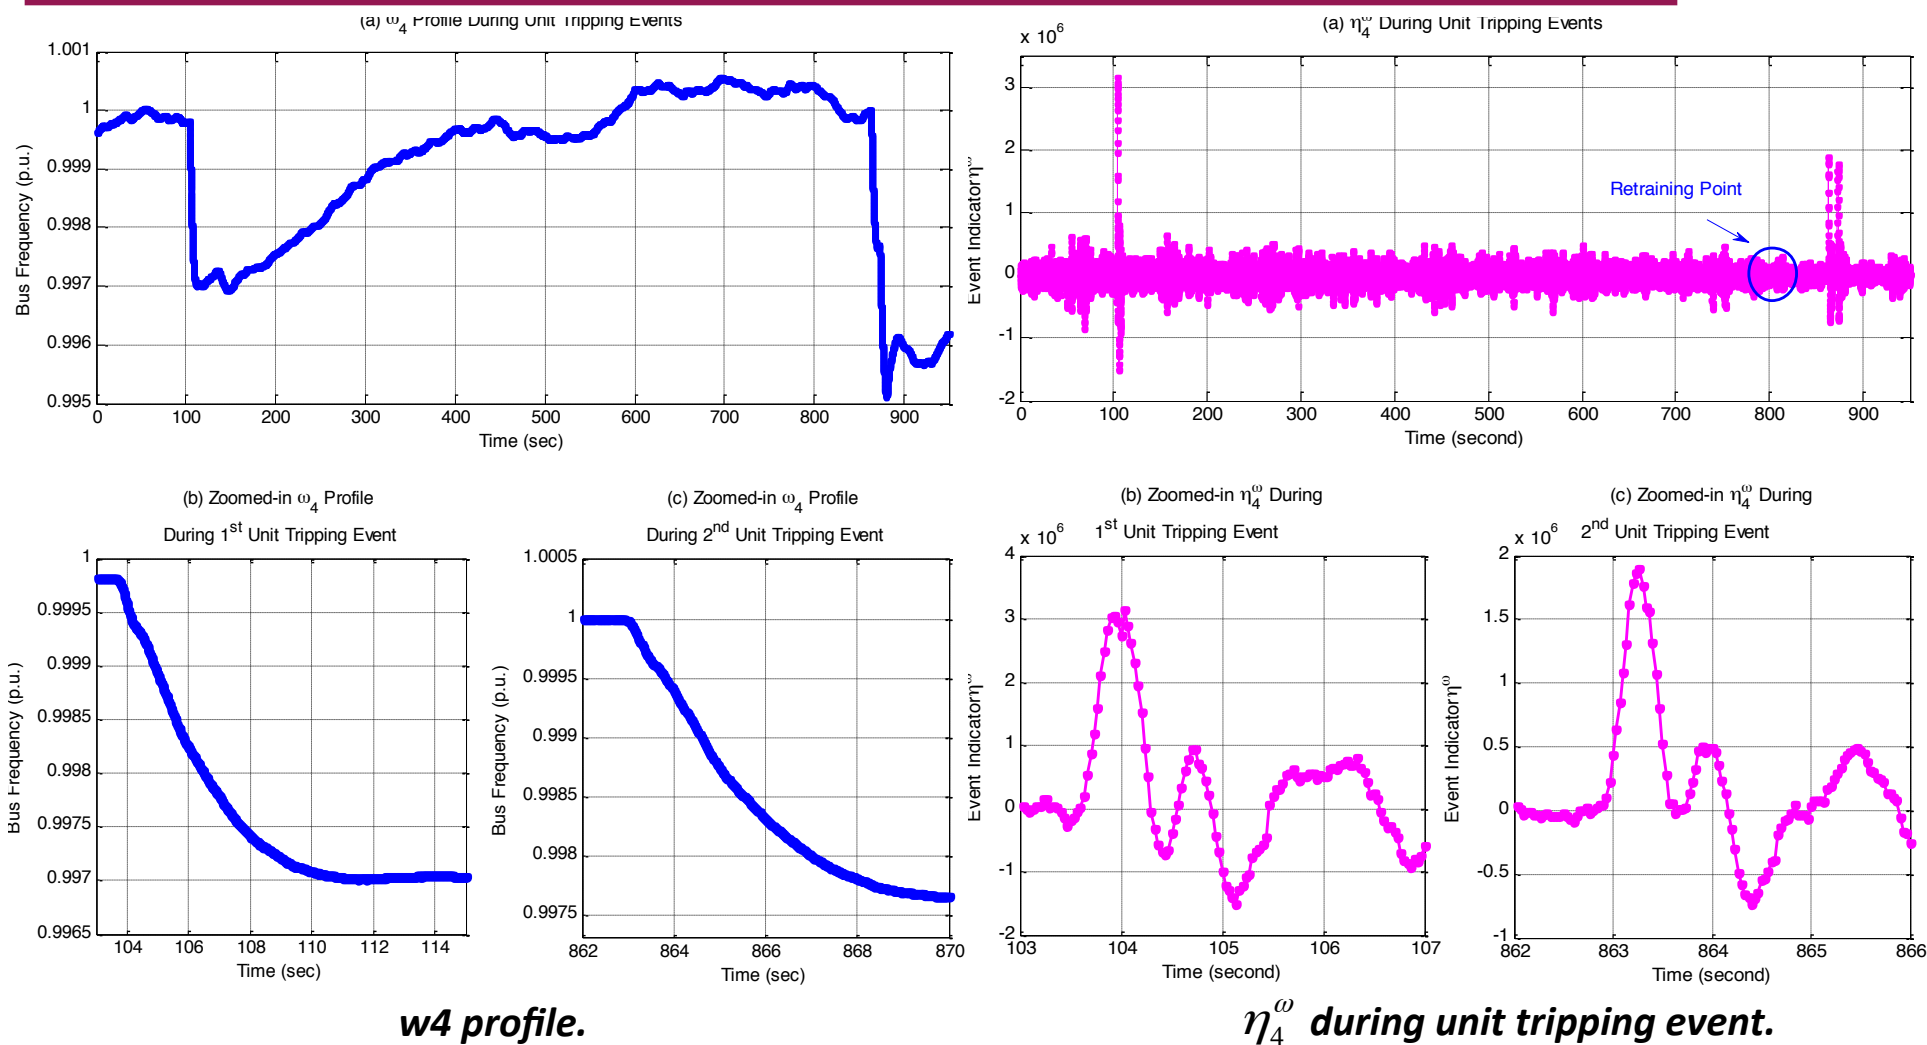 (a) ω4 Profile During Unit Tripping Events
1.001
1
0.999
0.998
0.997
0.996
0.995
Bus Frequency (p.u.)
0 100 200 300 400 500 600 700 800 900
Time (sec)
(a) η4^ω During Unit Tripping Events
x 10^6
3
2
1
0
-1
-2
Event Indicator η^ω
Retraining Point
0 100 200 300 400 500 600 700 800 900
Time (second)
(b) Zoomed-in ω4 Profile
During 1st Unit Tripping Event
1
0.9995
0.999
0.9985
0.998
0.9975
0.997
0.9965
Bus Frequency (p.u.)
104 106 108 110 112 114
Time (sec)
(c) Zoomed-in ω4 Profile
During 2nd Unit Tripping Event
1.0005
1
0.9995
0.999
0.9985
0.998
0.9975
Bus Frequency (p.u.)
862 864 866 868 870
Time (sec)
(b) Zoomed-in η4^ω During
x 10^6 1st Unit Tripping Event
4
3
2
1
0
-1
-2
Event Indicator η^ω
103 104 105 106 107
Time (second)
(c) Zoomed-in η4^ω During
x 10^6 2nd Unit Tripping Event
2
1.5
1
0.5
0
-0.5
-1
Event Indicator η^ω
862 863 864 865 866
Time (second)
w4 profile.
η4^ω during unit tripping event.